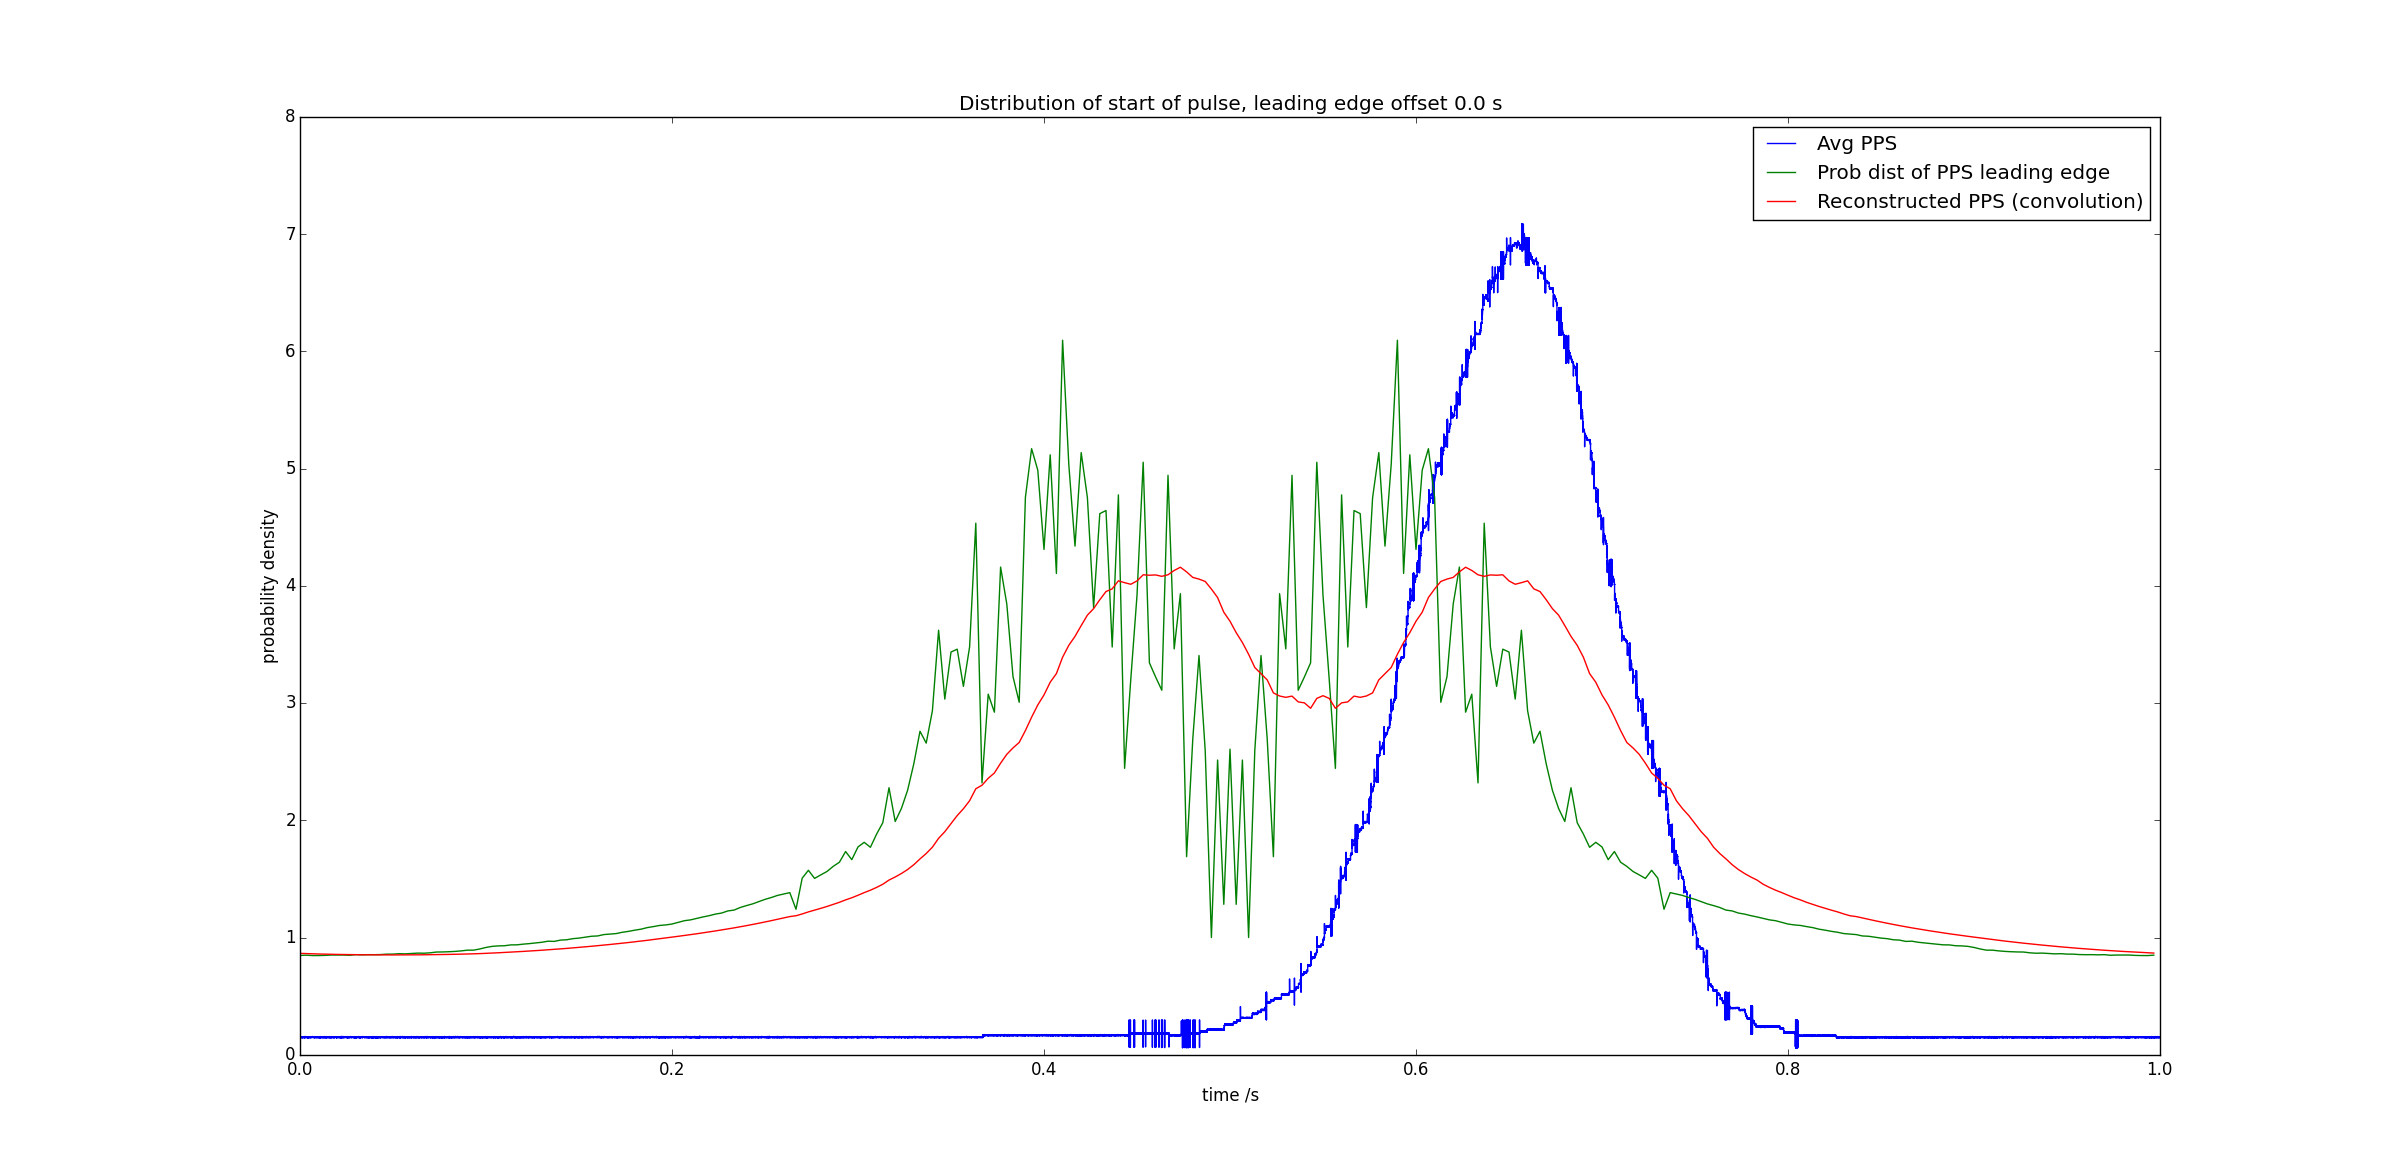 Distribution of start of pulse, leading edge offset 0.0 s
8
7
6
5
4
3
2
1
0
probability density
Avg PPS
Prob dist of PPS leading edge
Reconstructed PPS (convolution)
0.0 0.2 0.4 0.6 0.8 1.0
time /s